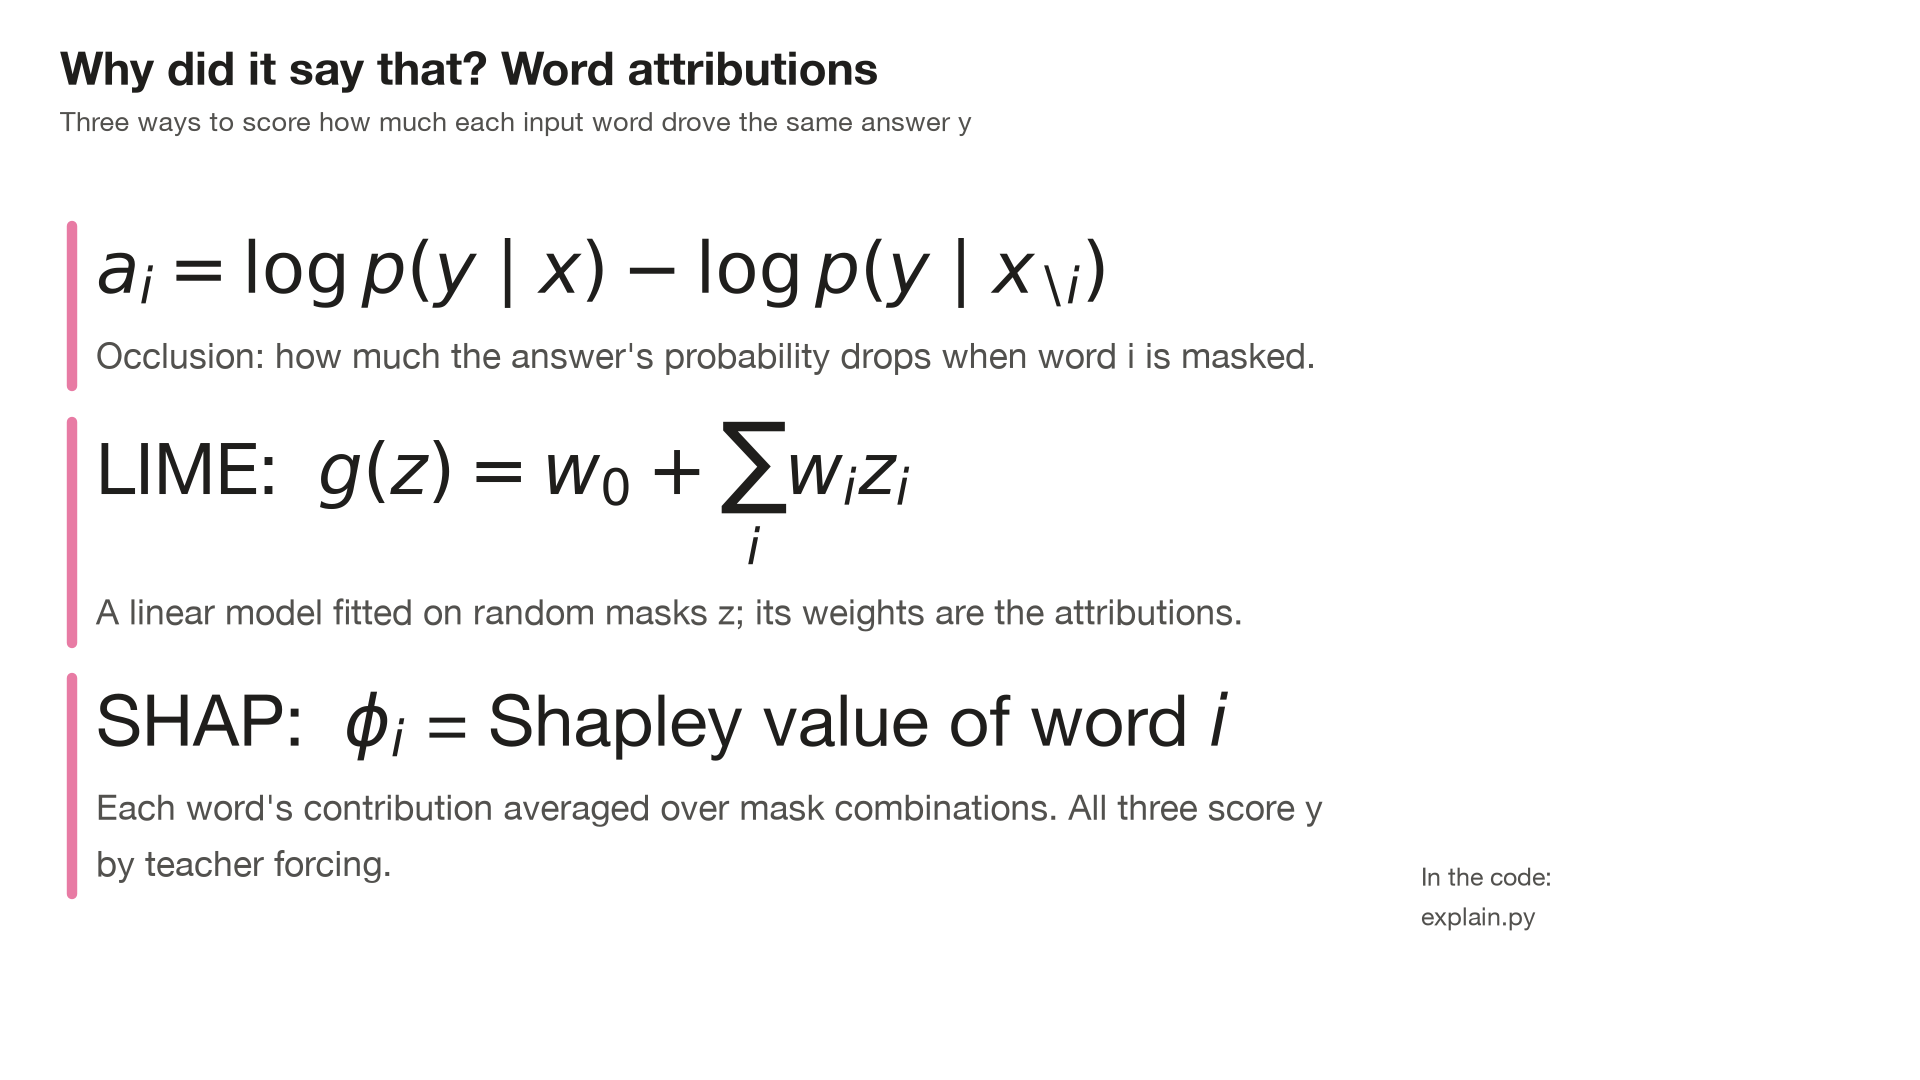 Why did it say that? Word attributions
Three ways to score how much each input word drove the same answer y
a_i = log p(y | x) − log p(y | x_{\i})
Occlusion: how much the answer's probability drops when word i is masked.
LIME: g(z) = w_0 + ∑_i w_i z_i
A linear model fitted on random masks z; its weights are the attributions.
SHAP: ϕ_i = Shapley value of word i
Each word's contribution averaged over mask combinations. All three score y
by teacher forcing.
In the code:
explain.py